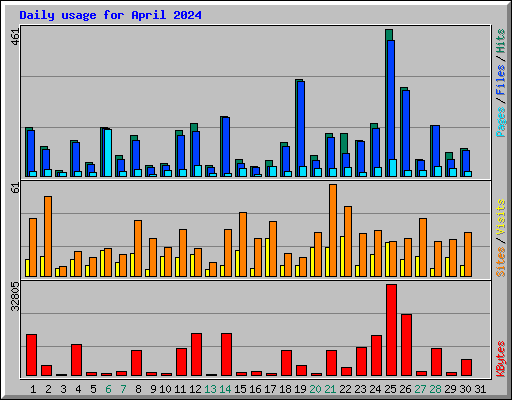 Daily usage for April 2024
461
Pages / Files / Hits
61
Sites / Visits
32805
KBytes
1 2 3 4 5 6 7 8 9 10 11 12 13 14 15 16 17 18 19 20 21 22 23 24 25 26 27 28 29 30 31